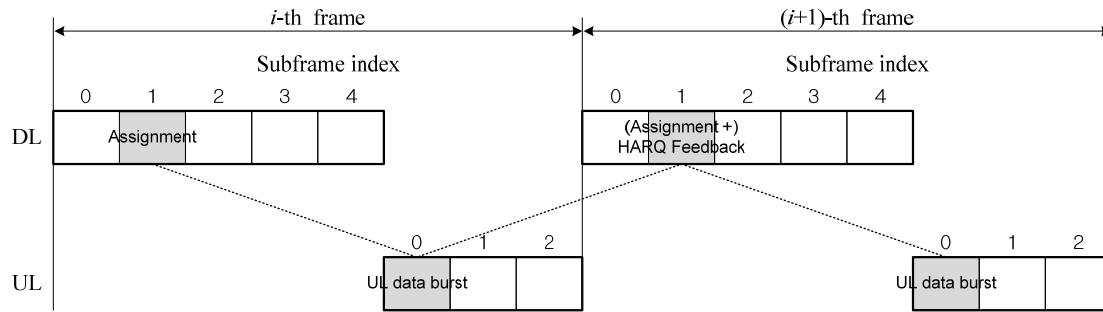 i-th frame (i+1)-th frame
Subframe index Subframe index
0 1 2 3 4 0 1 2 3 4
DL Assignment (Assignment +)
HARQ Feedback
0 1 2 0 1 2
UL UL data burst UL data burst